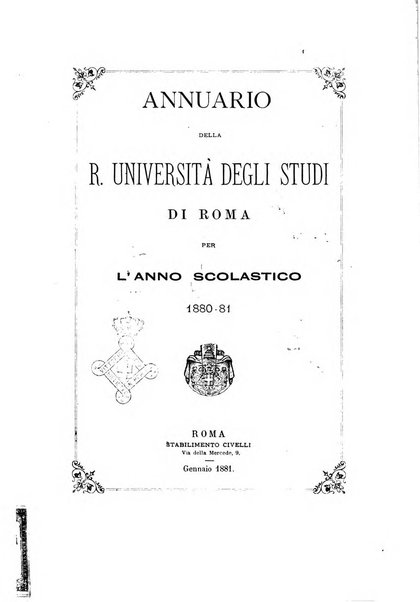 ANNUARIO
DELLA
R. UNIVERSITÀ DEGLI STUDI
DI ROMA
PER
L'ANNO SCOLASTICO
1880-81
ROMA
STABILIMENTO CIVELLI
Via della Mercede, 9.
Gennaio 1881.